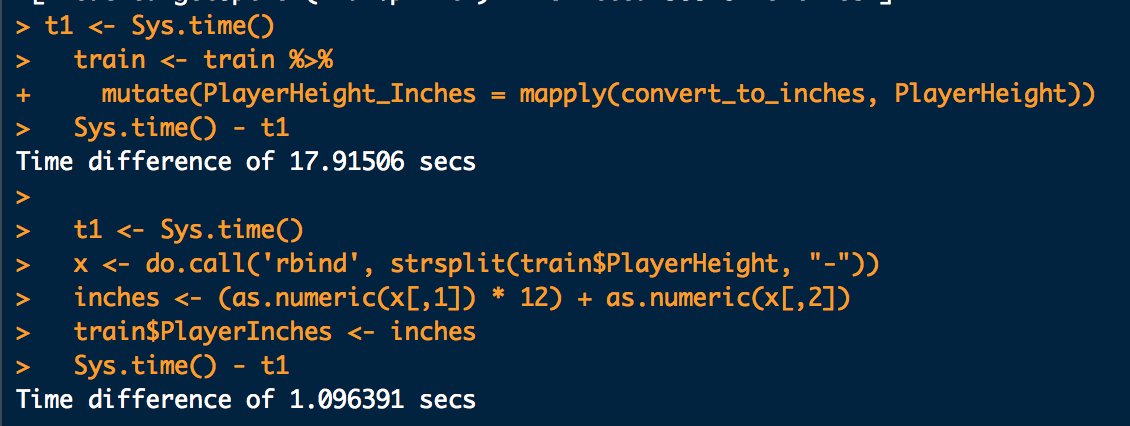 > t1 <- Sys.time()
>   train <- train %>%
+     mutate(PlayerHeight_Inches = mapply(convert_to_inches, PlayerHeight))
>   Sys.time() - t1
Time difference of 17.91506 secs
>
>   t1 <- Sys.time()
>   x <- do.call('rbind', strsplit(train$PlayerHeight, "-"))
>   inches <- (as.numeric(x[,1]) * 12) + as.numeric(x[,2])
>   train$PlayerInches <- inches
>   Sys.time() - t1
Time difference of 1.096391 secs